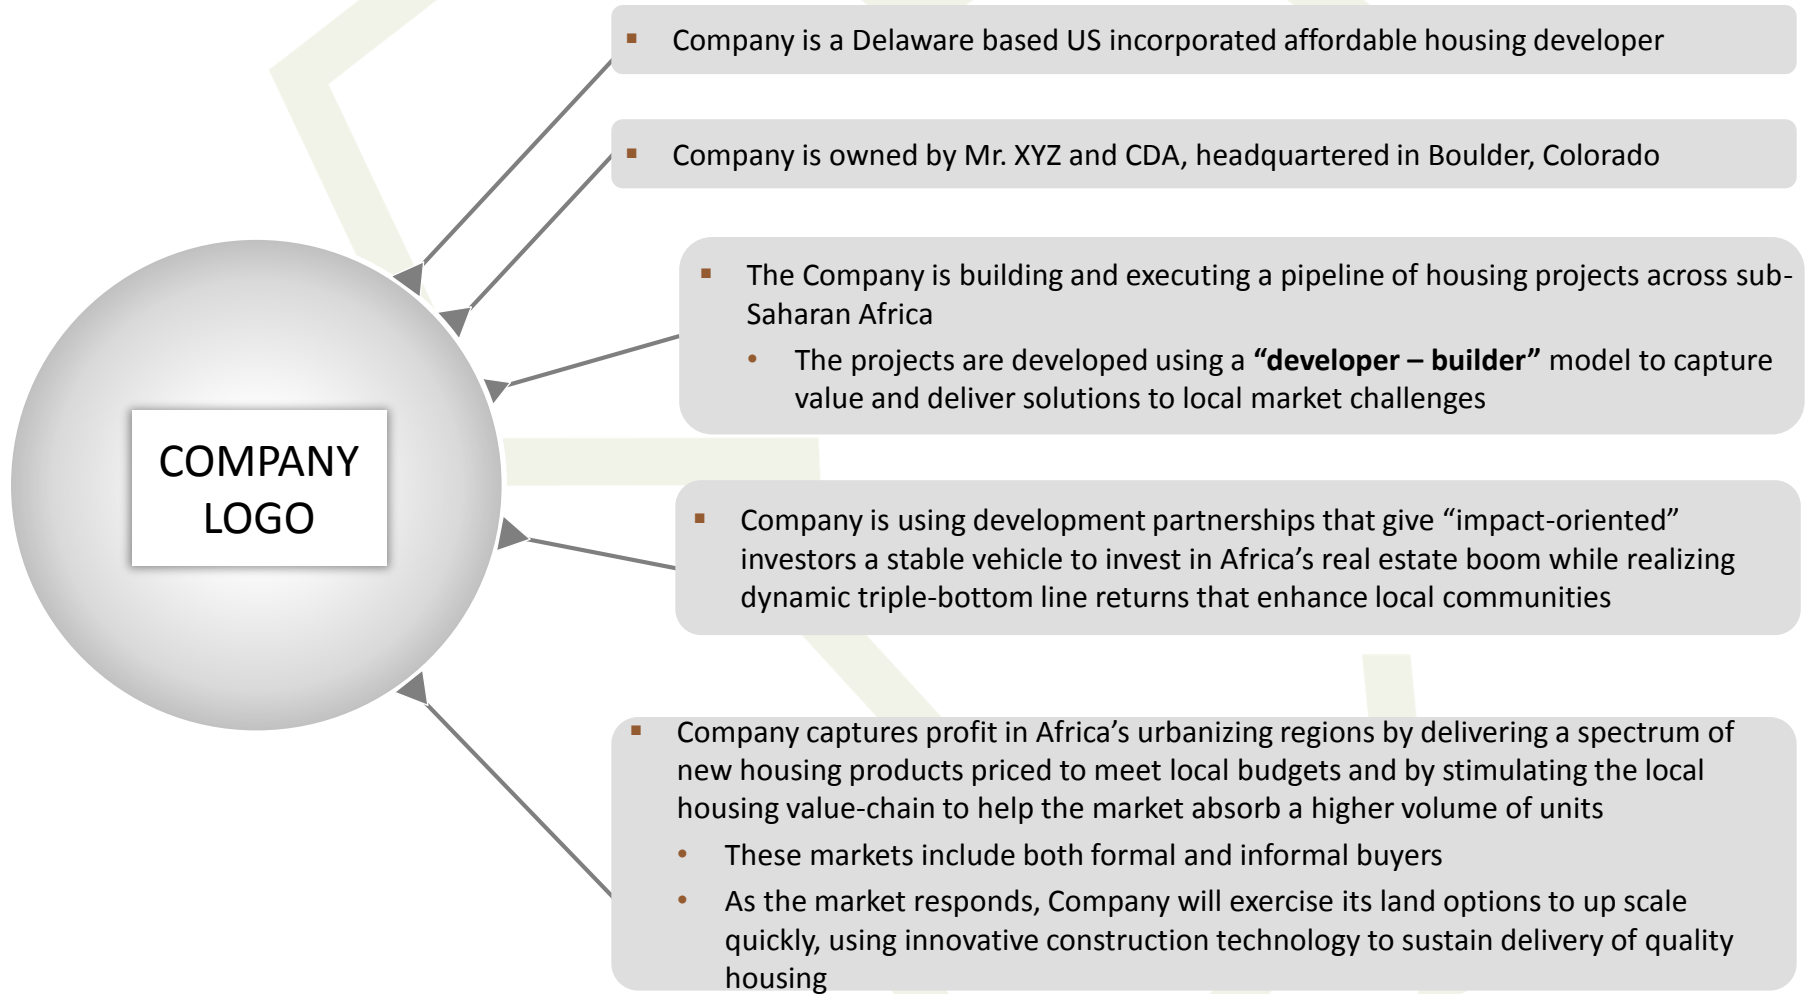 Company is a Delaware based US incorporated affordable housing developer
Company is owned by Mr. XYZ and CDA, headquartered in Boulder, Colorado
The Company is building and executing a pipeline of housing projects across sub-
Saharan Africa
The projects are developed using a “developer – builder” model to capture
value and deliver solutions to local market challenges
COMPANY
LOGO
Company is using development partnerships that give “impact-oriented”
investors a stable vehicle to invest in Africa’s real estate boom while realizing
dynamic triple-bottom line returns that enhance local communities
Company captures profit in Africa’s urbanizing regions by delivering a spectrum of
new housing products priced to meet local budgets and by stimulating the local
housing value-chain to help the market absorb a higher volume of units
These markets include both formal and informal buyers
As the market responds, Company will exercise its land options to up scale
quickly, using innovative construction technology to sustain delivery of quality
housing